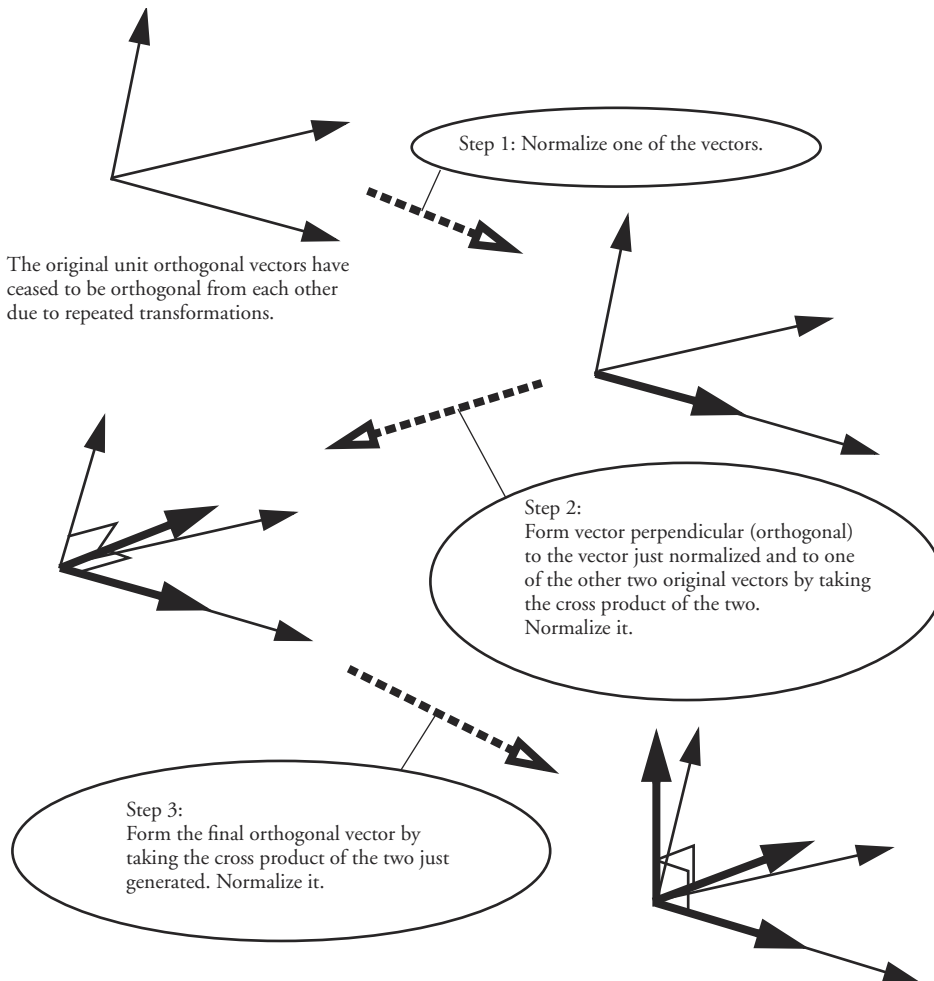 Step 1: Normalize one of the vectors.
The original unit orthogonal vectors have
ceased to be orthogonal from each other
due to repeated transformations.
Step 2:
Form vector perpendicular (orthogonal)
to the vector just normalized and to one
of the other two original vectors by taking
the cross product of the two.
Normalize it.
Step 3:
Form the final orthogonal vector by
taking the cross product of the two just
generated. Normalize it.